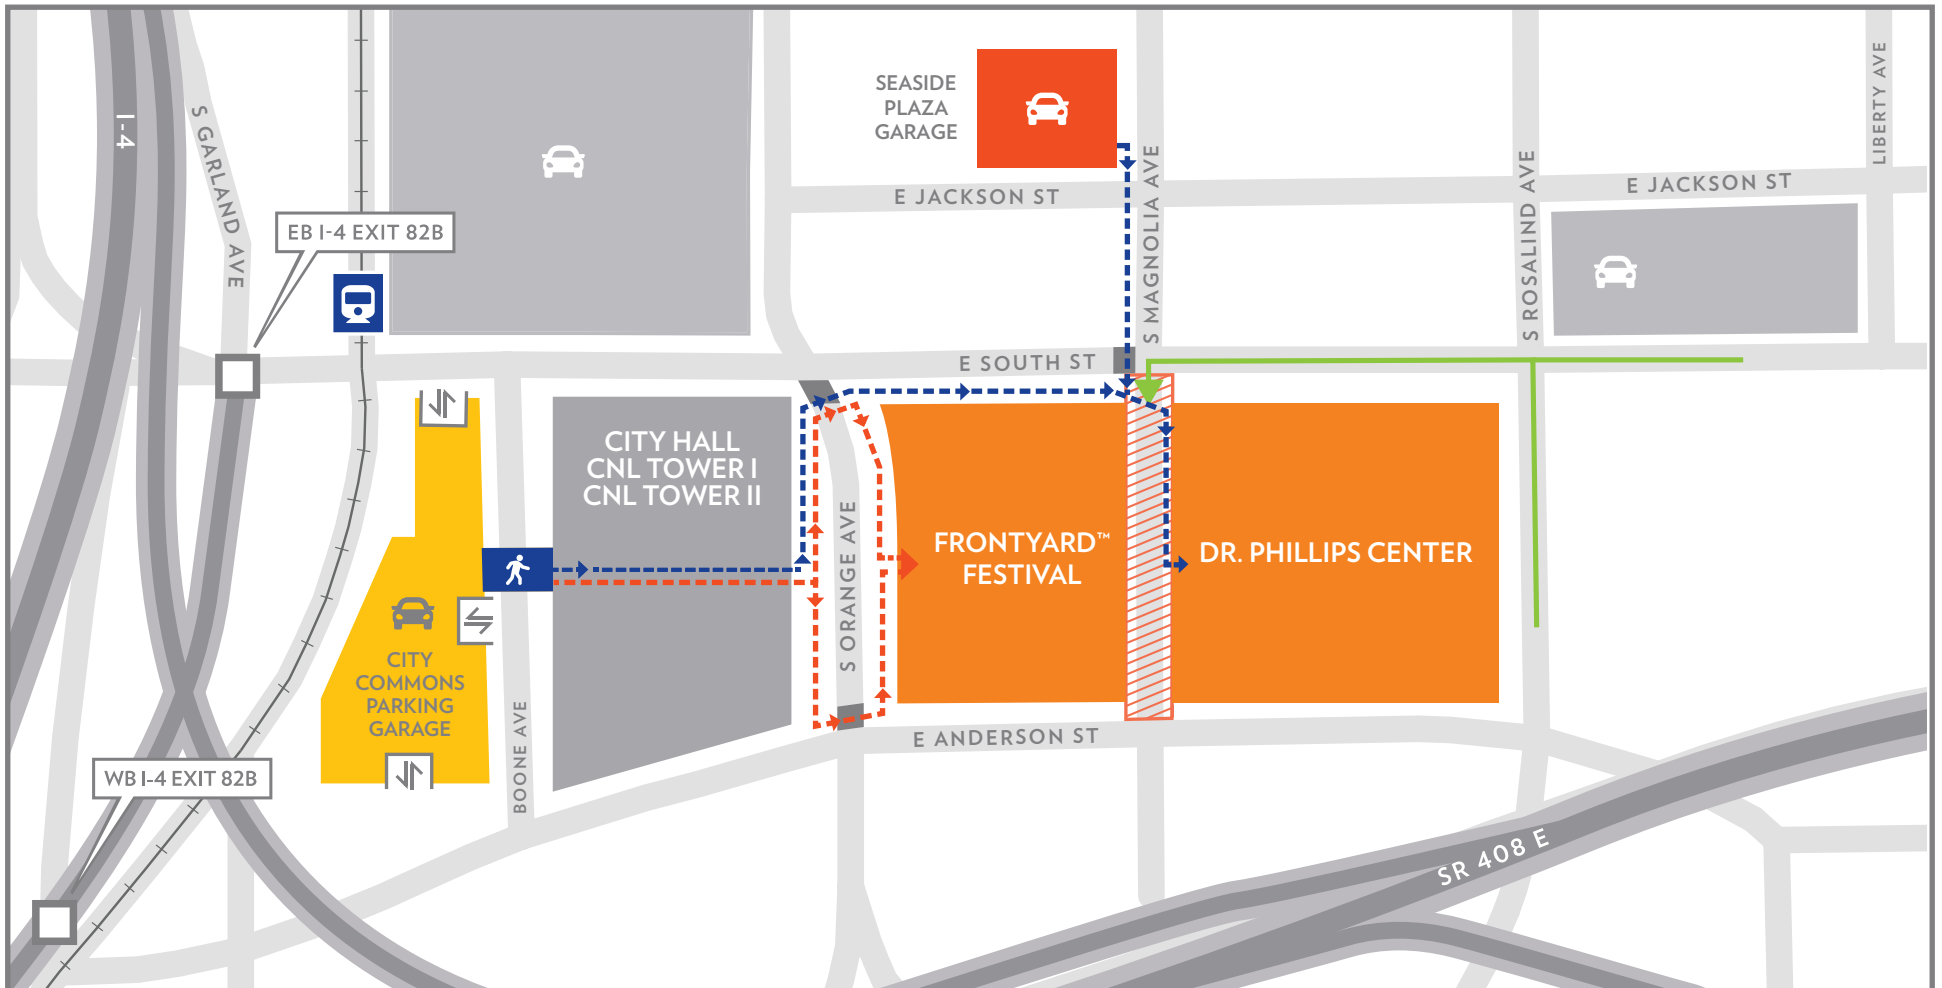 I-4
S GARLAND AVE
EB I-4 EXIT 82B
SEASIDE
PLAZA
GARAGE
E JACKSON ST
S MAGNOLIA AVE
S ROSALIND AVE
E JACKSON ST
LIBERTY AVE
E SOUTH ST
CITY HALL
CNL TOWER I
CNL TOWER II
S ORANGE AVE
FRONTYARD™
FESTIVAL
DR. PHILLIPS CENTER
CITY
COMMONS
PARKING
GARAGE
BOONE AVE
E ANDERSON ST
WB I-4 EXIT 82B
SR 408 E